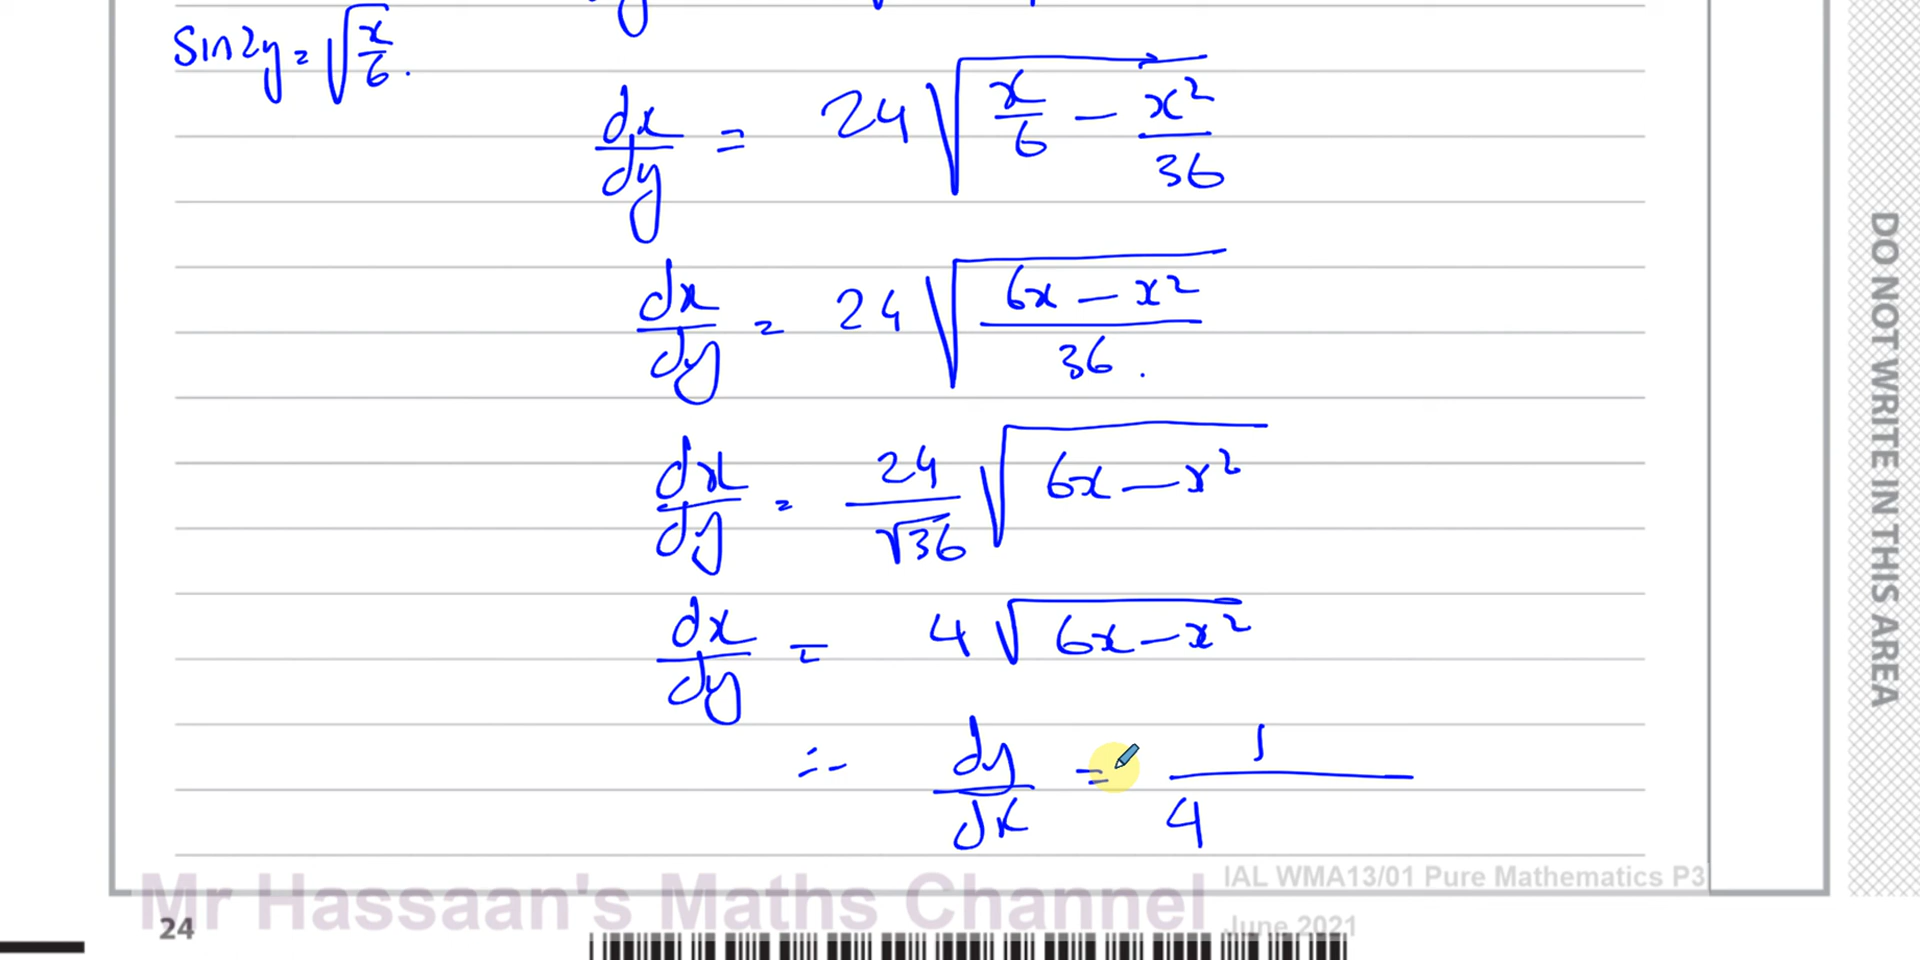 sin2y = √(x/6).
dx/dy = 24√(x/6 − x²/36)
dx/dy = 24√((6x − x²)/36).
dx/dy = 24/√36 √(6x − x²)
dx/dy = 4√(6x − x²)
∴ dy/dx = 1/4
DO NOT WRITE IN THIS AREA
Mr Hassaan's Maths Channel
IAL WMA13/01 Pure Mathematics P3
June 2021
24